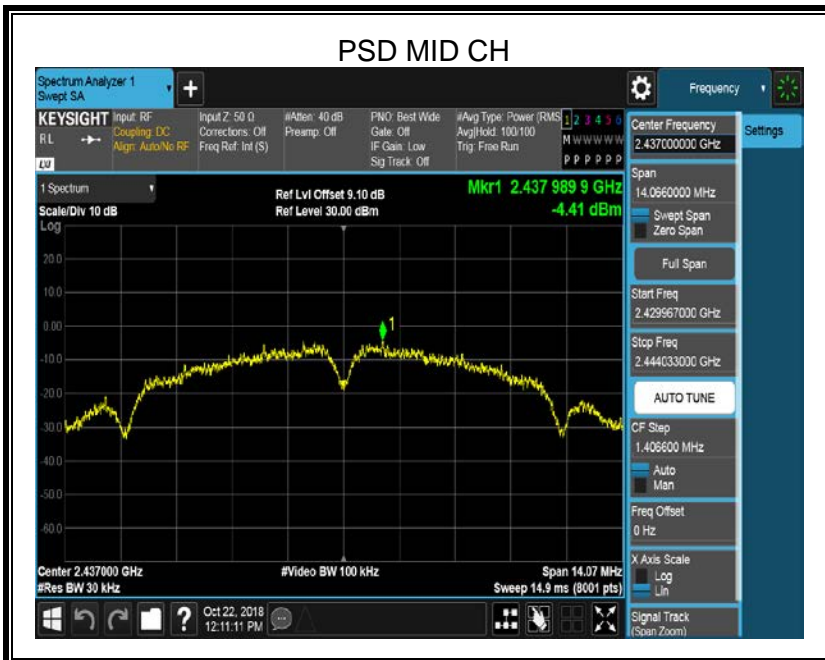 PSD MID CH
Spectrum Analyzer 1
Swept SA
+
Frequency
KEYSIGHT
RL
LXI
Input: RF
Coupling: DC
Align: Auto/No RF
Input Z: 50 Ω
Corrections: Off
Freq Ref: Int (S)
#Atten: 40 dB
Preamp: Off
PNO: Best Wide
Gate: Off
IF Gain: Low
Sig Track: Off
#Avg Type: Power (RMS
Avg|Hold: 100/100
Trig: Free Run
1 2 3 4 5 6
M W W W W W
P P P P P P
Center Frequency
2.437000000 GHz
Settings
1 Spectrum
Scale/Div 10 dB
Log
Ref Lvl Offset 9.10 dB
Ref Level 30.00 dBm
Mkr1 2.437 989 9 GHz
-4.41 dBm
20.0
10.0
0.00
-10.0
-20.0
-30.0
-40.0
-50.0
-60.0
1
Center 2.437000 GHz
#Res BW 30 kHz
#Video BW 100 kHz
Span 14.07 MHz
Sweep 14.9 ms (8001 pts)
Span
14.0660000 MHz
Swept Span
Zero Span
Full Span
Start Freq
2.429967000 GHz
Stop Freq
2.444033000 GHz
AUTO TUNE
CF Step
1.406600 MHz
Auto
Man
Freq Offset
0 Hz
X Axis Scale
Log
Lin
Signal Track
(Span Zoom)
?
Oct 22, 2018
12:11:11 PM